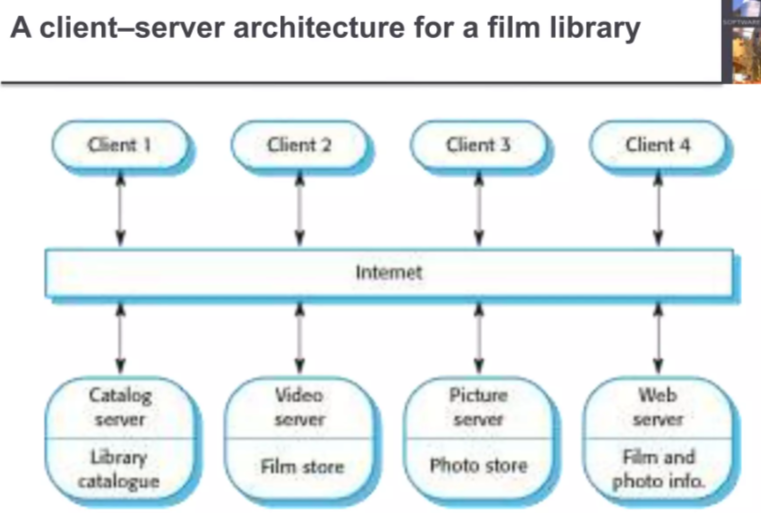 A client–server architecture for a film library
SOFTWARE
Client 1
Client 2
Client 3
Client 4
Internet
Catalog
server
Library
catalogue
Video
server
Film store
Picture
server
Photo store
Web
server
Film and
photo info.